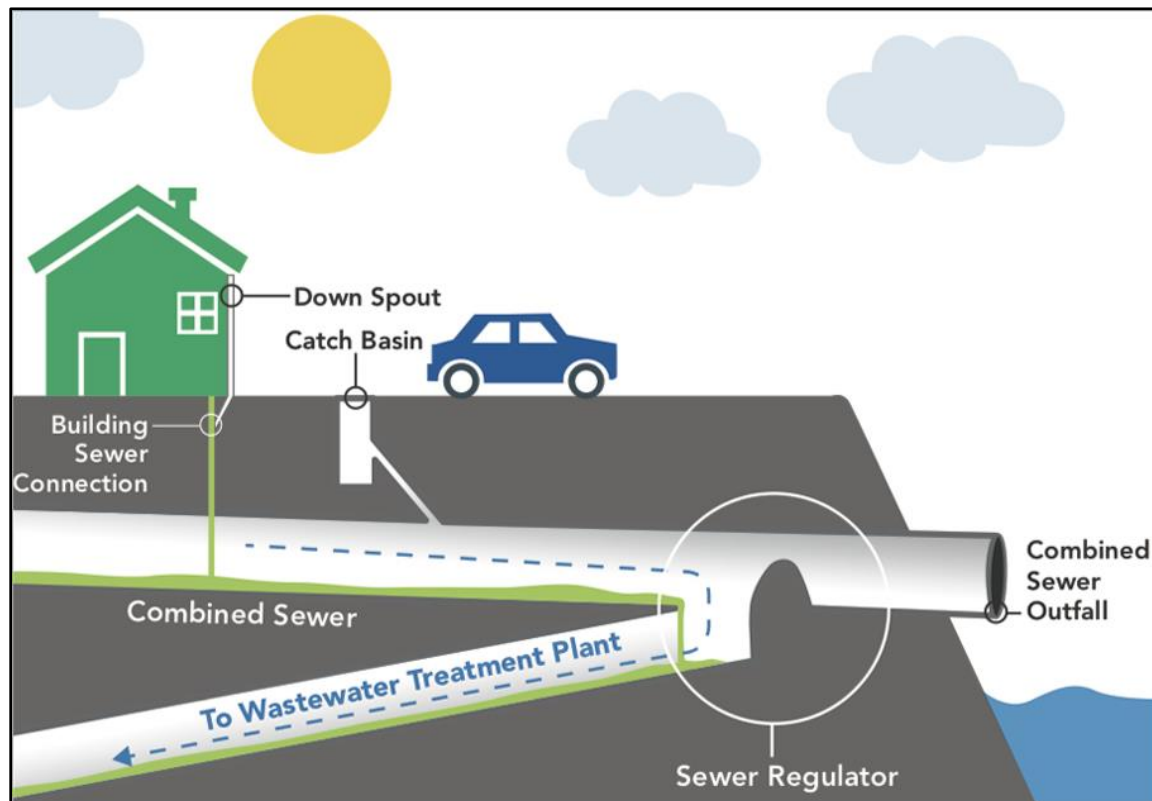 Down Spout
Catch Basin
Building
Sewer
Connection
Combined
Sewer
Outfall
Combined Sewer
To Wastewater Treatment Plant
Sewer Regulator